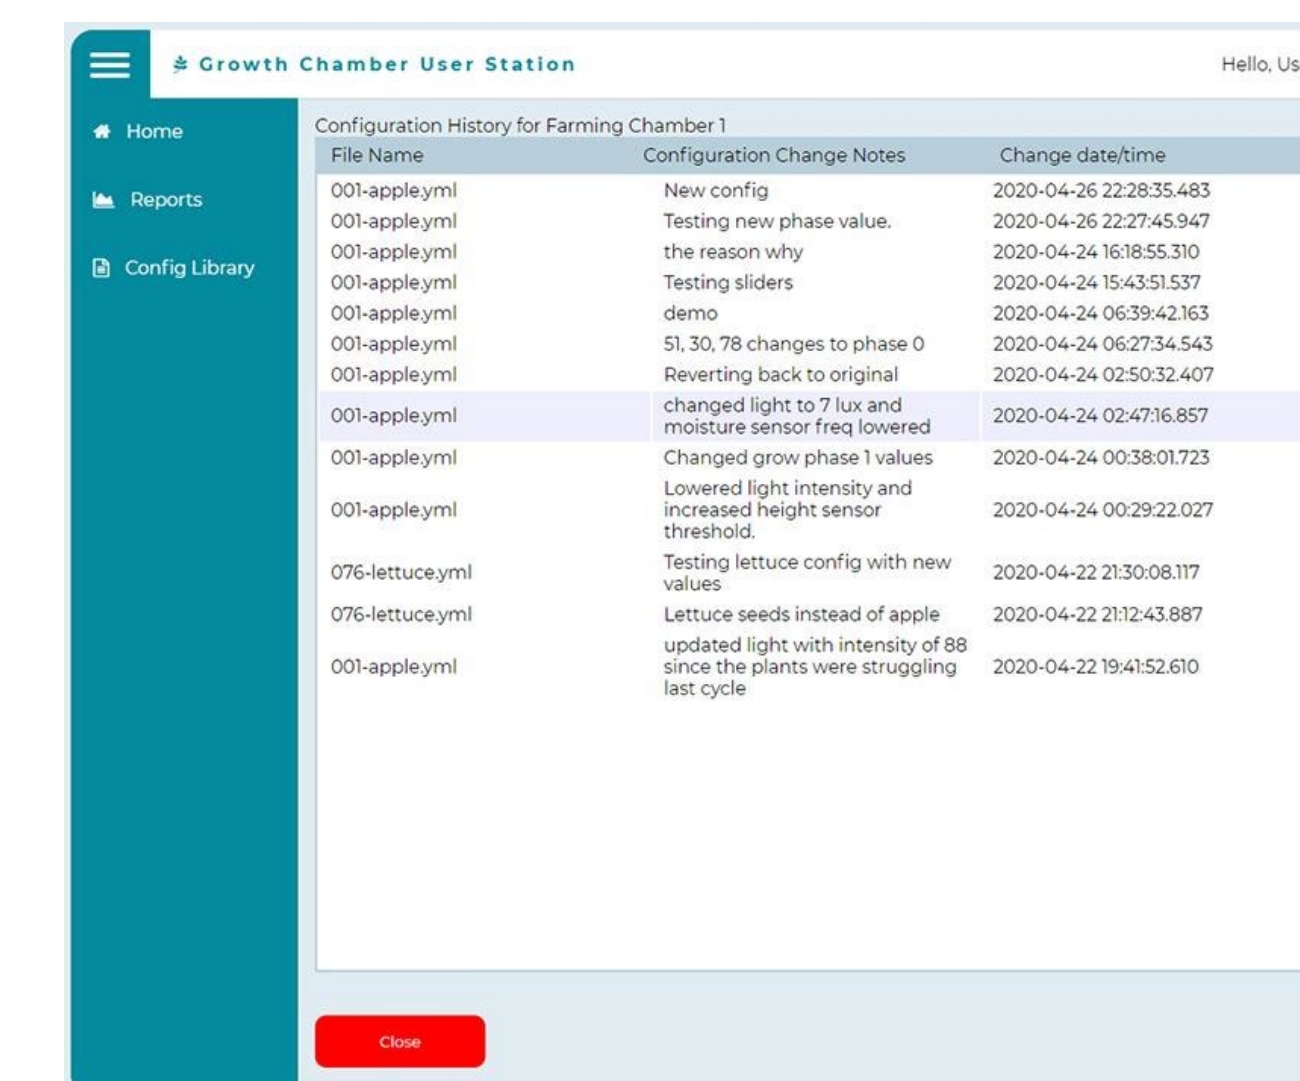 Growth Chamber User Station
Hello, Us
Home
Reports
Config Library
Configuration History for Farming Chamber 1
File Name Configuration Change Notes Change date/time
001-apple.yml New config 2020-04-26 22:28:35.483
001-apple.yml Testing new phase value. 2020-04-26 22:27:45.947
001-apple.yml the reason why 2020-04-24 16:18:55.310
001-apple.yml Testing sliders 2020-04-24 15:43:51.537
001-apple.yml demo 2020-04-24 06:39:42.163
001-apple.yml 51, 30, 78 changes to phase 0 2020-04-24 06:27:34.543
001-apple.yml Reverting back to original 2020-04-24 02:50:32.407
001-apple.yml changed light to 7 lux and
moisture sensor freq lowered 2020-04-24 02:47:16.857
001-apple.yml Changed grow phase 1 values 2020-04-24 00:38:01.723
Lowered light intensity and
001-apple.yml increased height sensor 2020-04-24 00:29:22.027
threshold.
076-lettuce.yml Testing lettuce config with new
values 2020-04-22 21:30:08.117
076-lettuce.yml Lettuce seeds instead of apple 2020-04-22 21:12:43.887
updated light with intensity of 88
001-apple.yml since the plants were struggling 2020-04-22 19:41:52.610
last cycle
Close